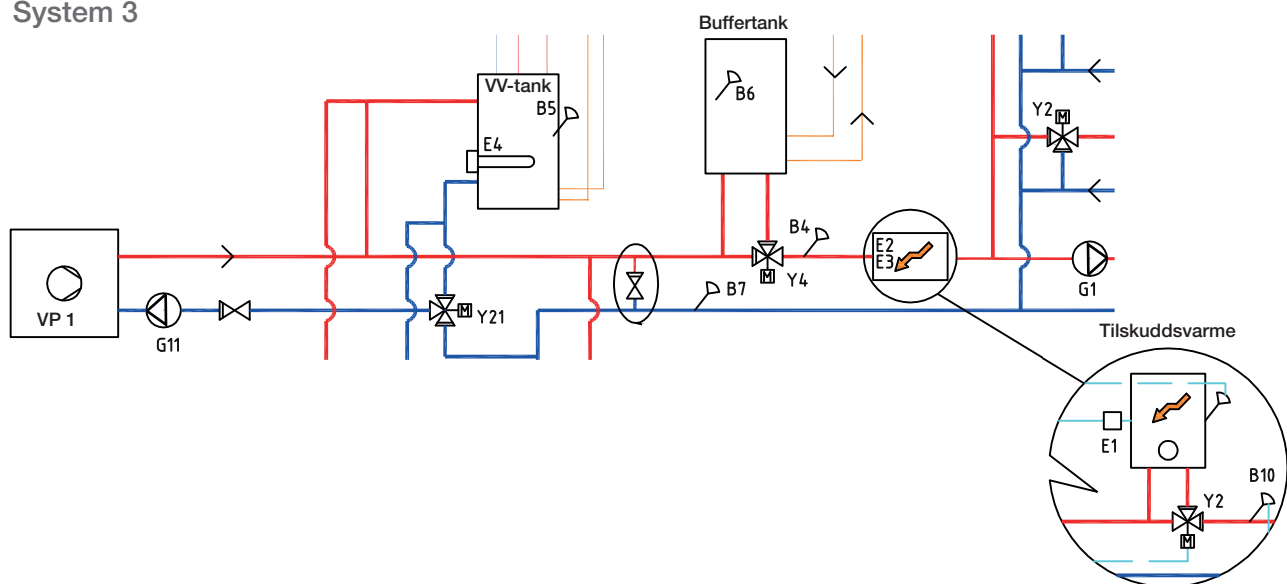 System 3
Buffertank
VV-tank
B5
B6
Y2
E4
B4
E2
E3
VP 1
G11
Y21
B7
Y4
G1
Tilskuddsvarme
E1
B10
Y2
M
M
M
M
M